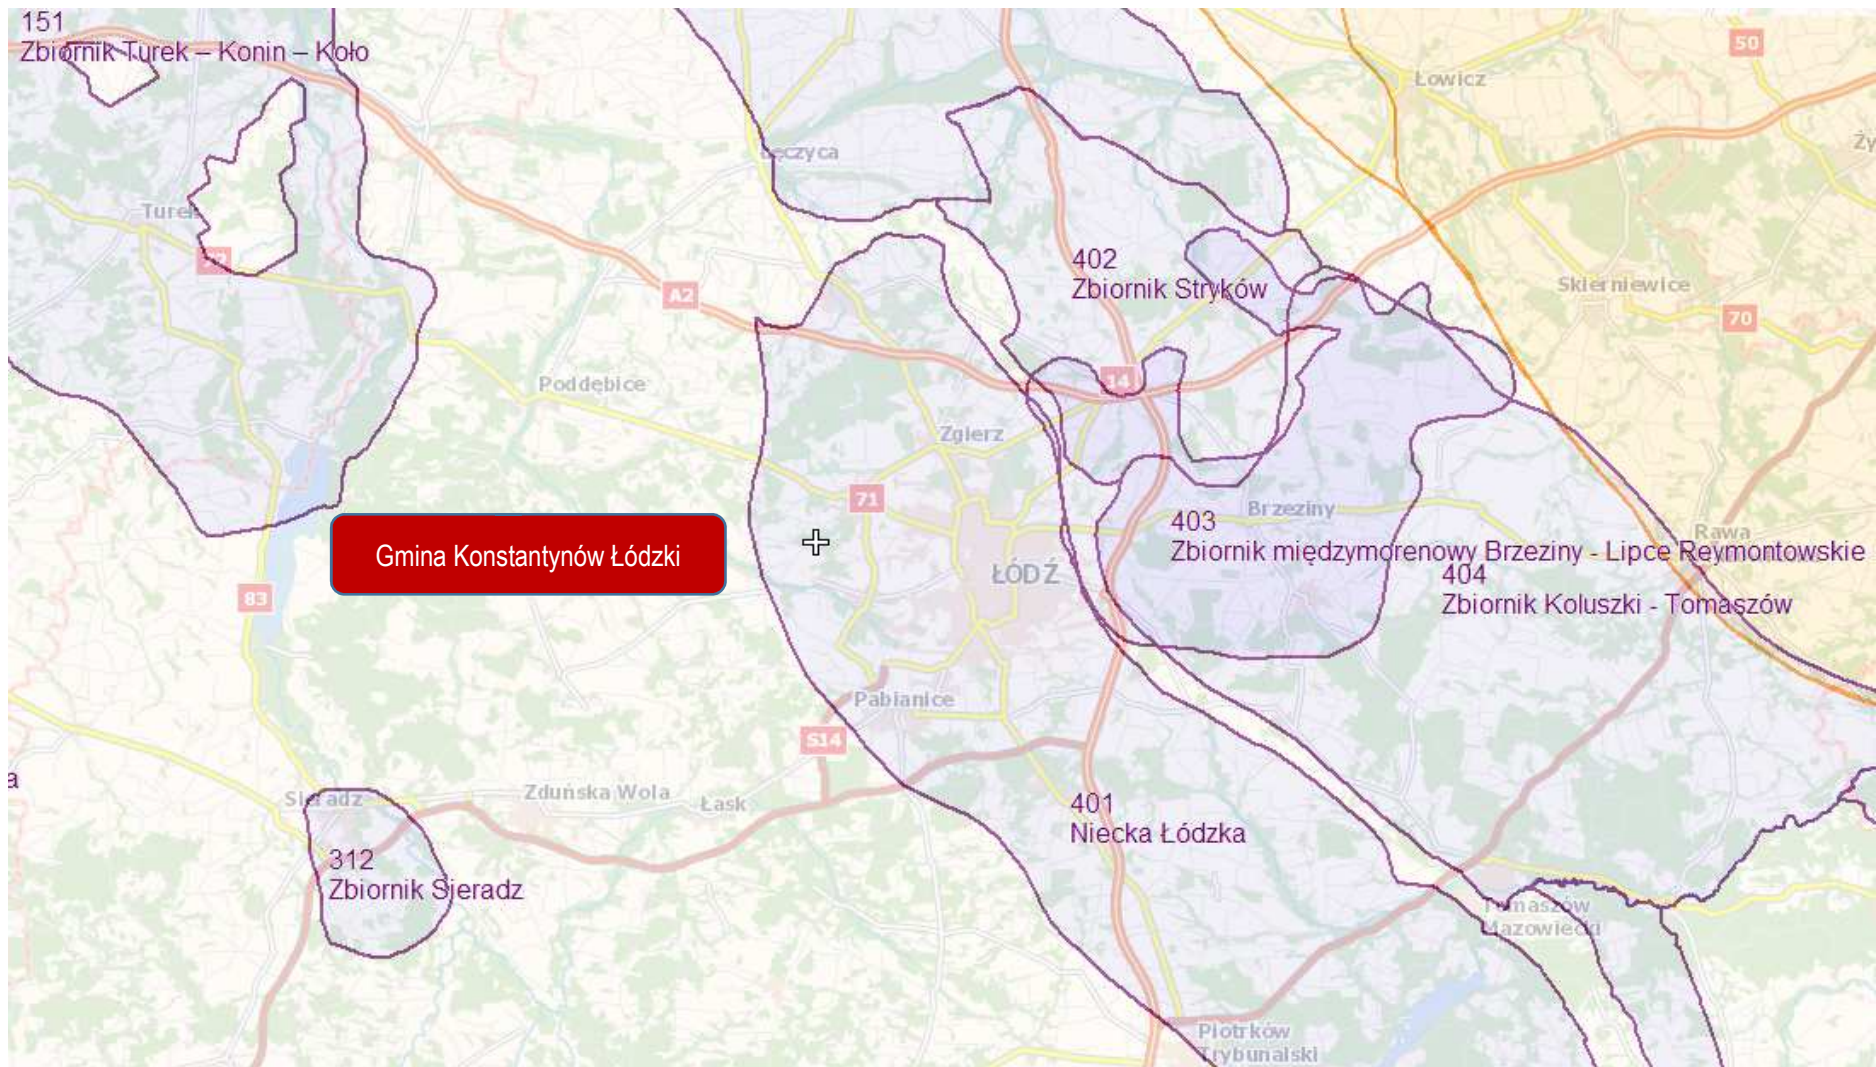 151
Zbiornik Turek – Konin – Koło
50
Łowicz
Łęczyca
Turek
402
Zbiornik Stryków
Skierniewice
A2
70
14
Poddębice
Zgierz
71
Brzeziny
403
Zbiornik międzymorenowy Brzeziny - Lipce Reymontowskie
Rawa
Gmina Konstantynów Łódzki
ŁÓDŹ
404
Zbiornik Koluszki - Tomaszów
83
Pabianice
S14
Sieradz
Zduńska Wola
Łask
401
Niecka Łódzka
312
Zbiornik Sieradz
Tomaszów
Mazowiecki
Piotrków
Trybunalski